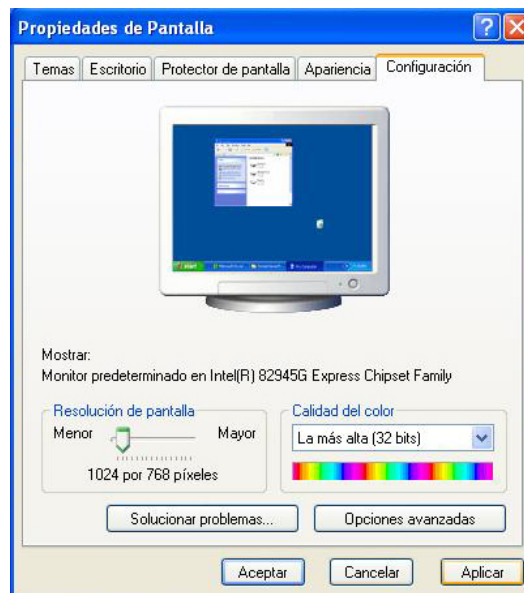 Propiedades de Pantalla
Temas Escritorio Protector de pantalla Apariencia Configuración
Mostrar:
Monitor predeterminado en Intel(R) 82945G Express Chipset Family
Resolución de pantalla
Menor Mayor
1024 por 768 píxeles
Calidad del color
La más alta (32 bits)
Solucionar problemas... Opciones avanzadas
Aceptar Cancelar Aplicar